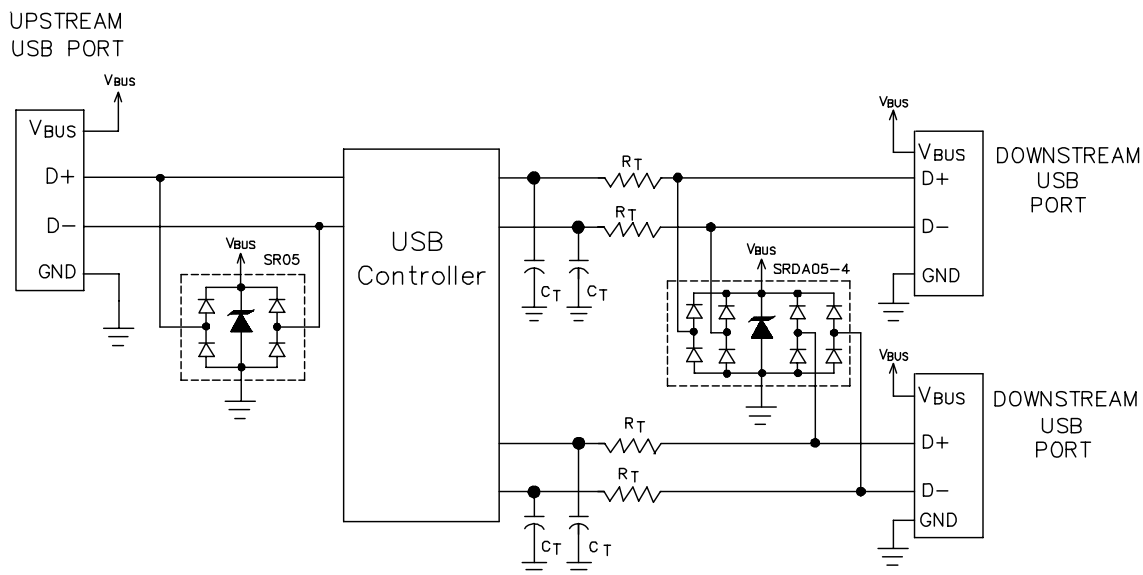 UPSTREAM
USB PORT
VBUS
VBUS
D+
D-
GND
VBUS
SR05
USB
Controller
RT
RT
CT
CT
VBUS
SRDA05-4
RT
RT
CT
CT
VBUS
VBUS
D+
D-
GND
DOWNSTREAM
USB
PORT
VBUS
VBUS
D+
D-
GND
DOWNSTREAM
USB
PORT